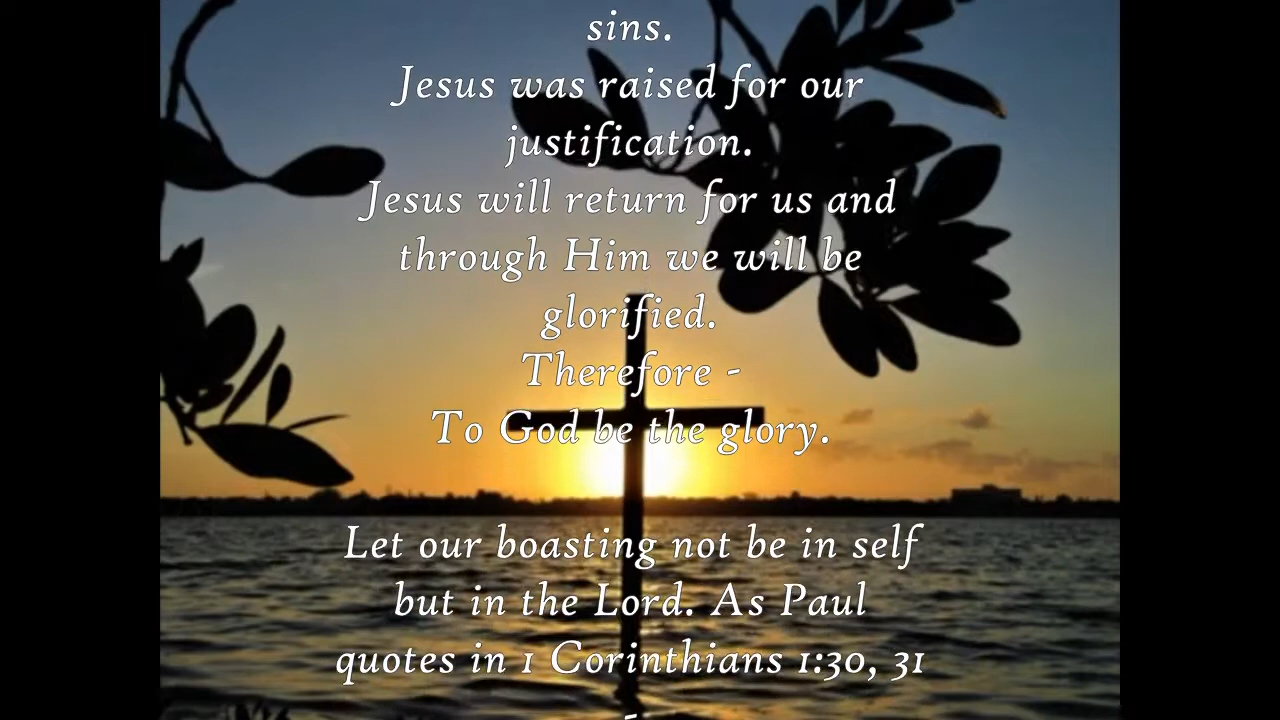 sins.
Jesus was raised for our
justification.
Jesus will return for us and
through Him we will be
glorified.
Therefore -
To God be the glory.
Let our boasting not be in self
but in the Lord. As Paul
quotes in 1 Corinthians 1:30, 31
-